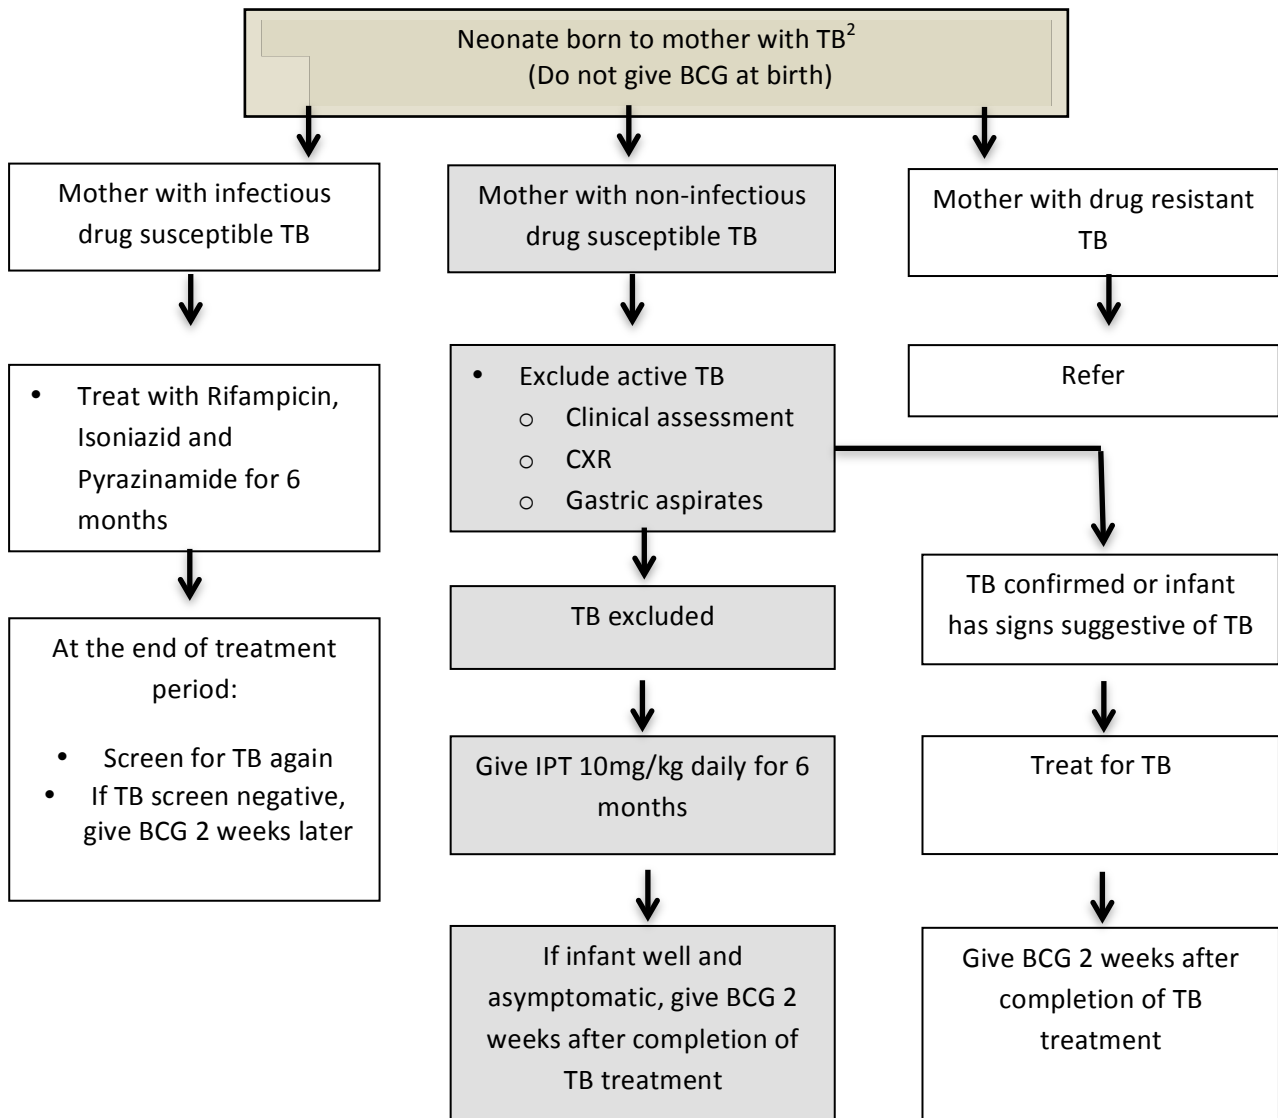 Neonate born to mother with TB2
(Do not give BCG at birth)
Mother with infectious
drug susceptible TB
Mother with non-infectious
drug susceptible TB
Mother with drug resistant
TB
• Treat with Rifampicin,
Isoniazid and
Pyrazinamide for 6
months
• Exclude active TB
o Clinical assessment
o CXR
o Gastric aspirates
Refer
At the end of treatment
period:
• Screen for TB again
• If TB screen negative,
give BCG 2 weeks later
TB excluded
TB confirmed or infant
has signs suggestive of TB
Give IPT 10mg/kg daily for 6
months
Treat for TB
If infant well and
asymptomatic, give BCG 2
weeks after completion of
TB treatment
Give BCG 2 weeks after
completion of TB
treatment